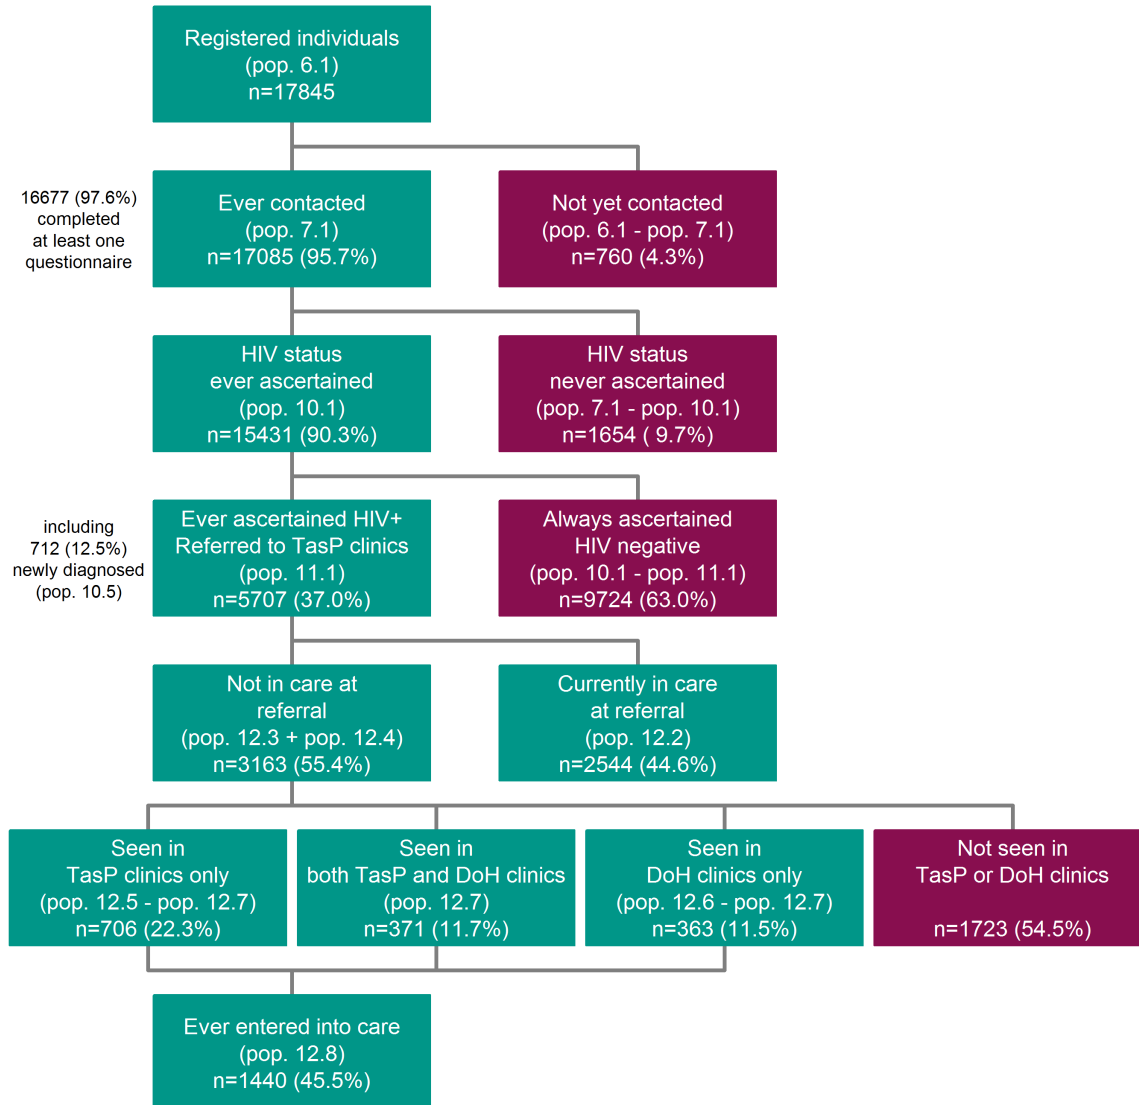 Registered individuals
(pop. 6.1)
n=17845
16677 (97.6%)
completed
at least one
questionnaire
Ever contacted
(pop. 7.1)
n=17085 (95.7%)
Not yet contacted
(pop. 6.1 - pop. 7.1)
n=760 (4.3%)
HIV status
ever ascertained
(pop. 10.1)
n=15431 (90.3%)
HIV status
never ascertained
(pop. 7.1 - pop. 10.1)
n=1654 ( 9.7%)
including
712 (12.5%)
newly diagnosed
(pop. 10.5)
Ever ascertained HIV+
Referred to TasP clinics
(pop. 11.1)
n=5707 (37.0%)
Always ascertained
HIV negative
(pop. 10.1 - pop. 11.1)
n=9724 (63.0%)
Not in care at
referral
(pop. 12.3 + pop. 12.4)
n=3163 (55.4%)
Currently in care
at referral
(pop. 12.2)
n=2544 (44.6%)
Seen in
TasP clinics only
(pop. 12.5 - pop. 12.7)
n=706 (22.3%)
Seen in
both TasP and DoH clinics
(pop. 12.7)
n=371 (11.7%)
Seen in
DoH clinics only
(pop. 12.6 - pop. 12.7)
n=363 (11.5%)
Not seen in
TasP or DoH clinics
n=1723 (54.5%)
Ever entered into care
(pop. 12.8)
n=1440 (45.5%)